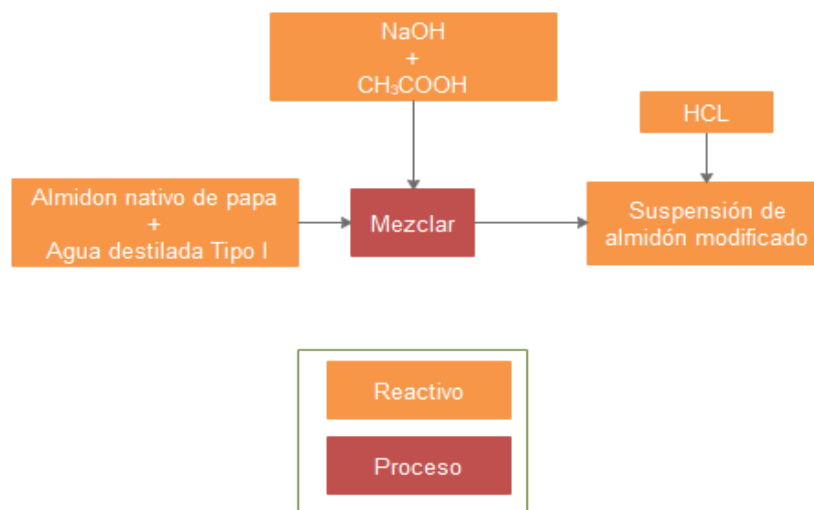 NaOH
+
CH₃COOH
HCL
Almidon nativo de papa
+
Agua destilada Tipo I
Mezclar
Suspensión de
almidón modificado
Reactivo
Proceso